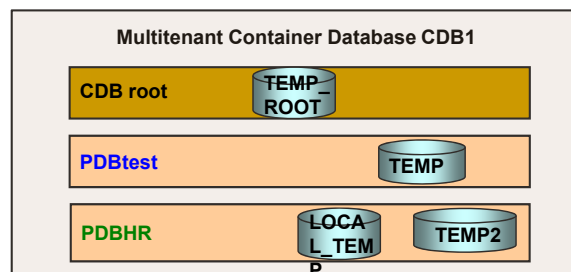 Multitenant Container Database CDB1
CDB root
TEMP_
ROOT
PDBtest
TEMP
PDBHR
LOCA
L_TEM
P
TEMP2